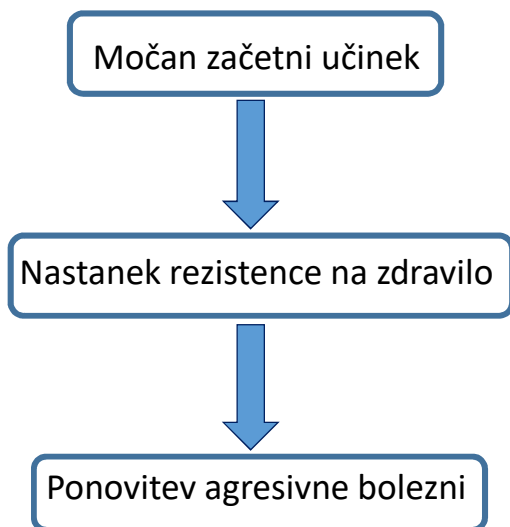 Močan začetni učinek
Nastanek rezistence na zdravilo
Ponovitev agresivne bolezni